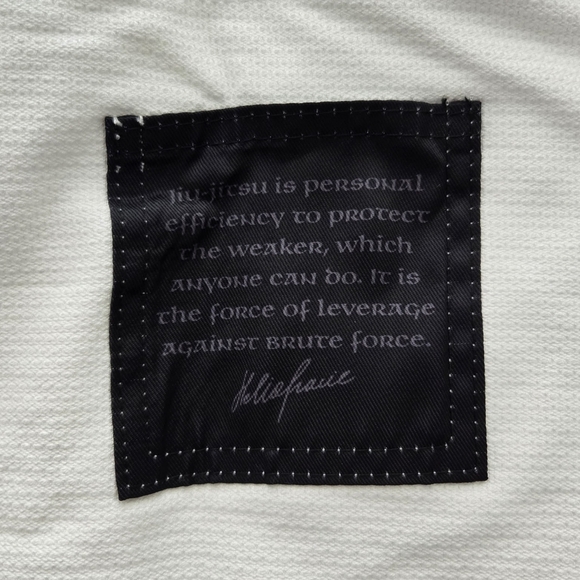 Jiu-jitsu is personal
efficiency to protect
the weaker, which
anyone can do. It is
the force of leverage
against brute force.
Heliogracie